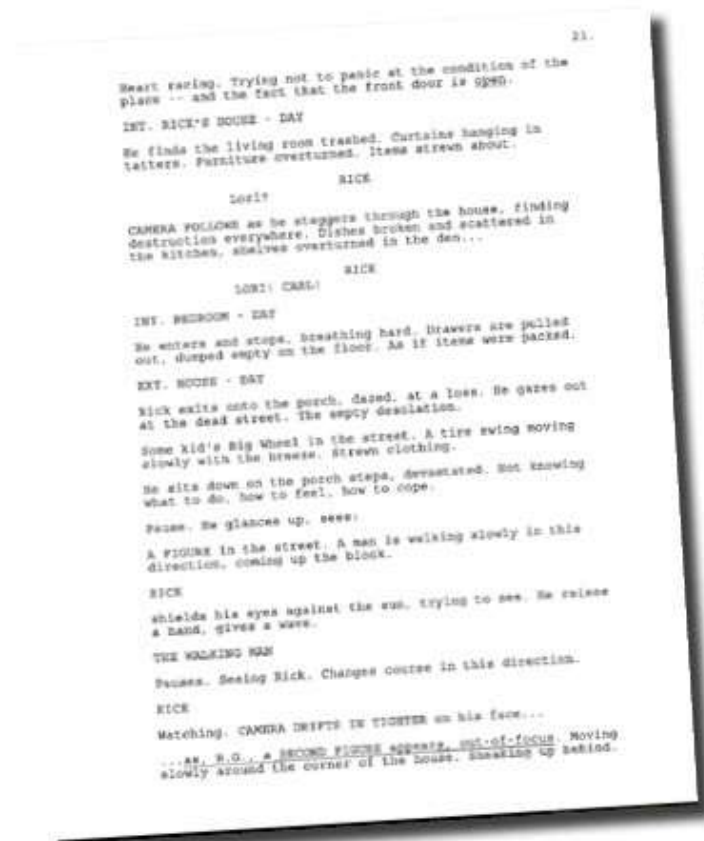 21.
Heart racing. Trying not to panic at the condition of the
place -- and the fact that the front door is open.
INT. RICK'S HOUSE - DAY
He finds the living room trashed. Curtains hanging in
tatters. Furniture overturned. Items strewn about.
RICK
Lori?
CAMERA FOLLOWS as he staggers through the house, finding
destruction everywhere. Dishes broken and scattered in
the kitchen, shelves overturned in the den...
RICK
LORI! CARL!
INT. BEDROOM - DAY
He enters and stops, breathing hard. Drawers are pulled
out, dumped empty on the floor. As if items were packed.
EXT. HOUSE - DAY
Rick exits onto the porch, dazed, at a loss. He gazes out
at the dead street. The empty desolation.
Some kid's Big Wheel in the street. A tire swing moving
slowly with the breeze. Strewn clothing.
He sits down on the porch steps, devastated. Not knowing
what to do, how to feel, how to cope.
Pause. He glances up, sees:
A FIGURE in the street. A man is walking slowly in this
direction, coming up the block.
RICK
shields his eyes against the sun, trying to see. He raises
a hand, gives a wave.
THE WALKING MAN
Pauses. Seeing Rick. Changes course in this direction.
RICK
Watching. CAMERA DRIFTS IN TIGHTER on his face...
...as, B.G., a SECOND FIGURE appears, out-of-focus. Moving
slowly around the corner of the house. Sneaking up behind.